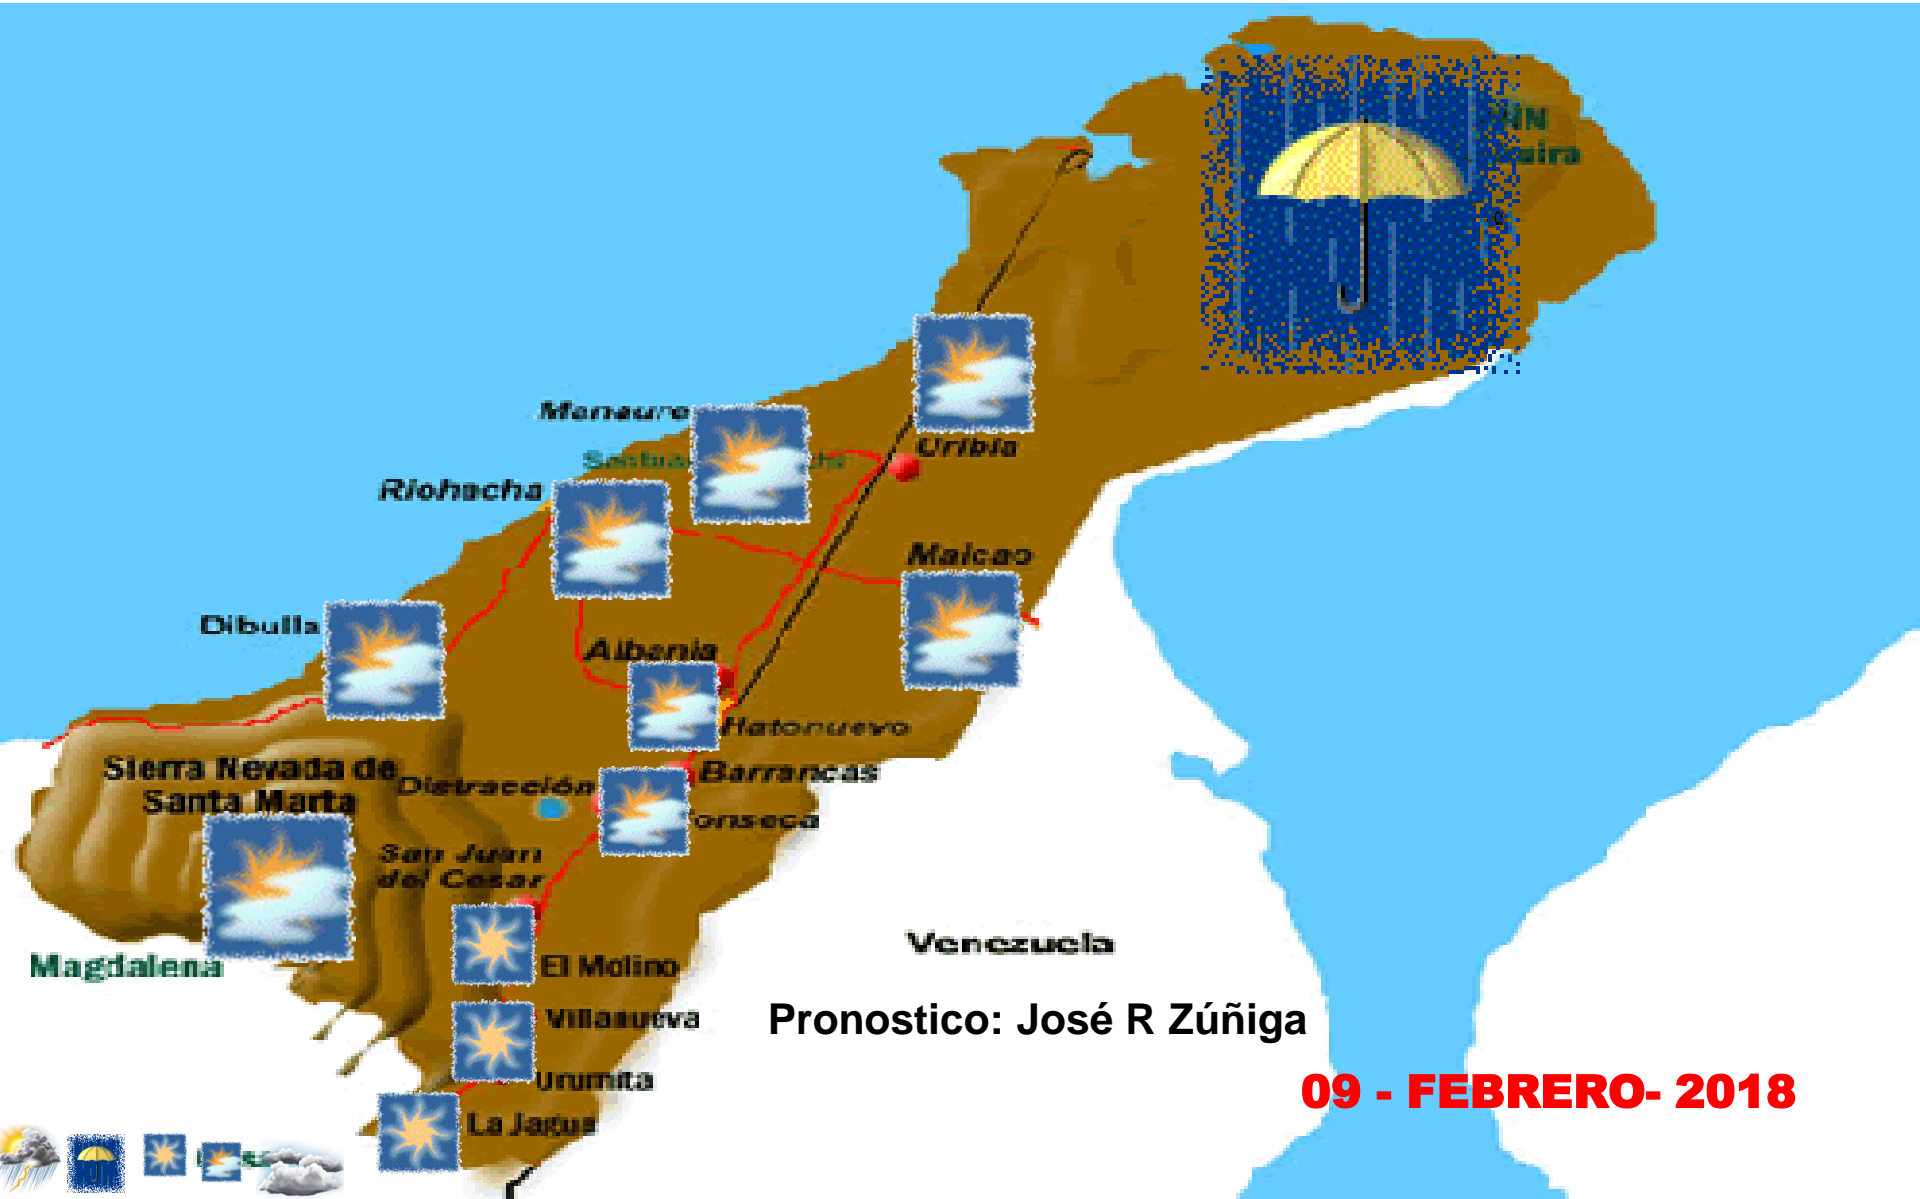 Manaure
Uribia
Riohacha
Maicao
Dibulla
Albania
Hatonuevo
Sierra Nevada de
Santa Marta
Distracción
Barrancas
onseca
San Juan
del Cesar
Venezuela
Magdalena
El Molino
Villanueva
Pronostico: José R Zúñiga
Urumita
09 - FEBRERO- 2018
La Jagua